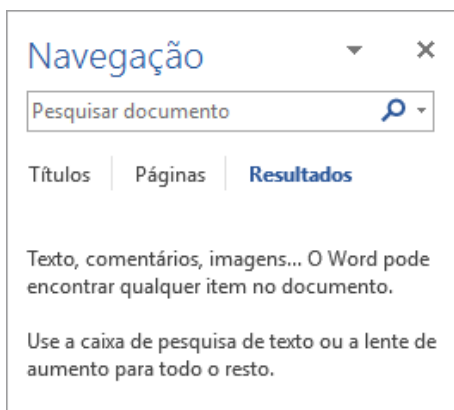 Navegação
Pesquisar documento
Títulos Páginas Resultados
Texto, comentários, imagens... O Word pode
encontrar qualquer item no documento.
Use a caixa de pesquisa de texto ou a lente de
aumento para todo o resto.